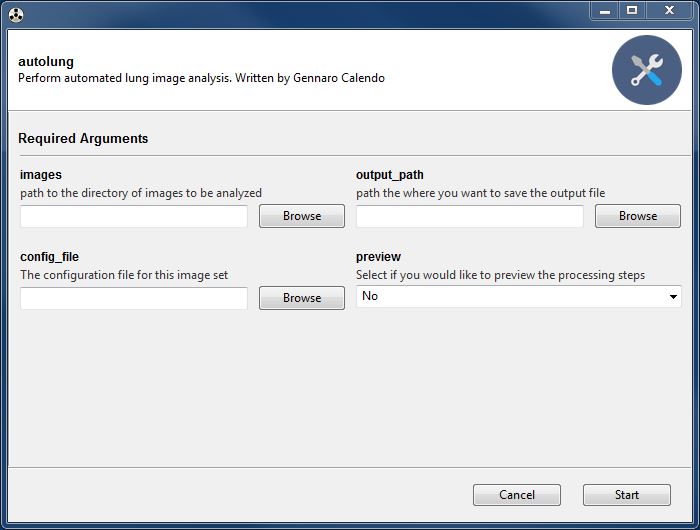 autolung
Perform automated lung image analysis. Written by Gennaro Calendo
Required Arguments
images
path to the directory of images to be analyzed
Browse
output_path
path the where you want to save the output file
Browse
config_file
The configuration file for this image set
Browse
preview
Select if you would like to preview the processing steps
No
Cancel
Start